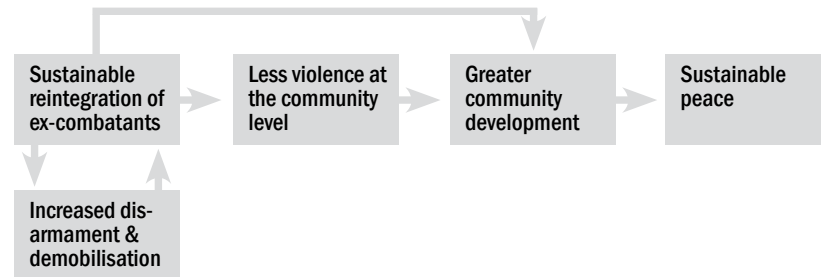 Sustainable
reintegration of
ex-combatants
Less violence at
the community
level
Greater
community
development
Sustainable
peace
Increased dis-
armament &
demobilisation